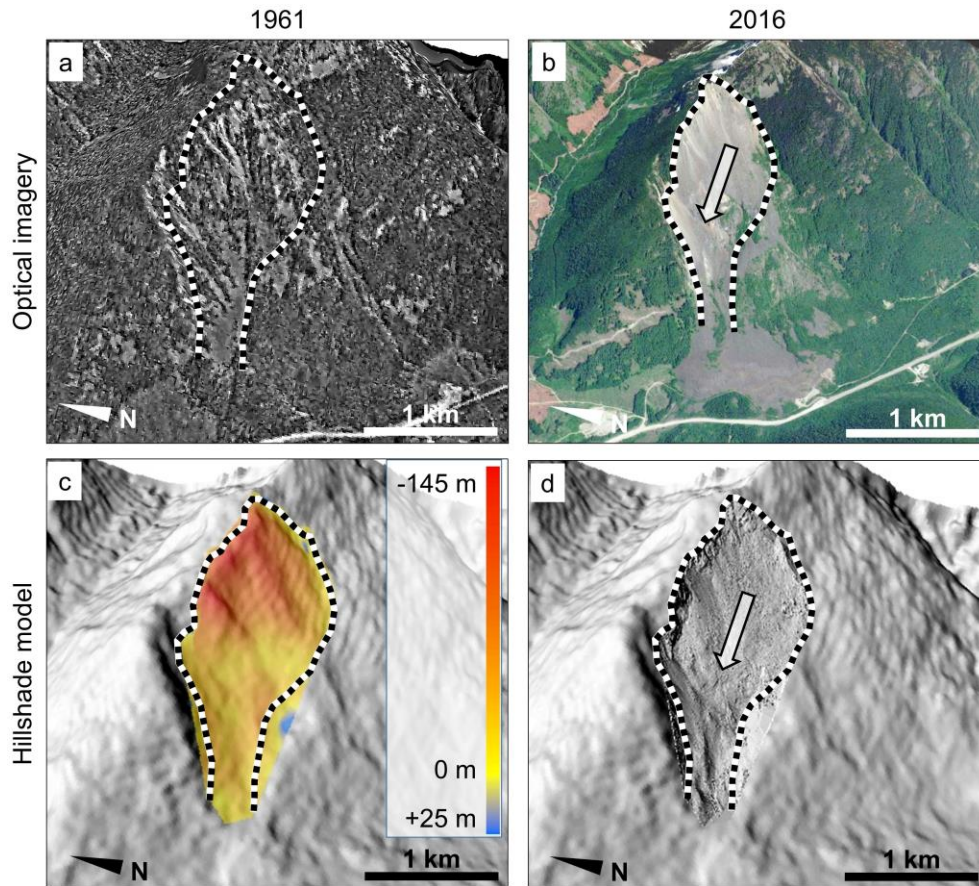 1961
2016
Optical imagery
a
N
1 km
b
N
1 km
Hillshade model
c
-145 m
0 m
+25 m
N
1 km
d
N
1 km